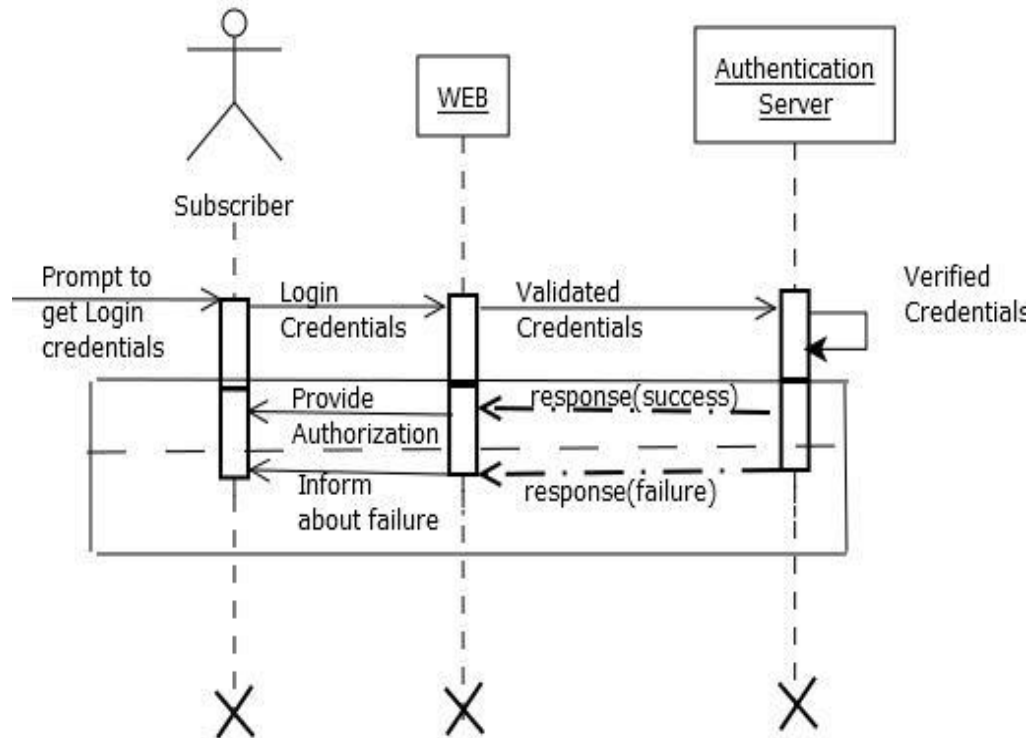 WEB
Authentication
Server
Subscriber
Prompt to
get Login
credentials
Login
Credentials
Validated
Credentials
Verified
Credentials
Provide
Authorization
response(success)
Inform
about failure
response(failure)